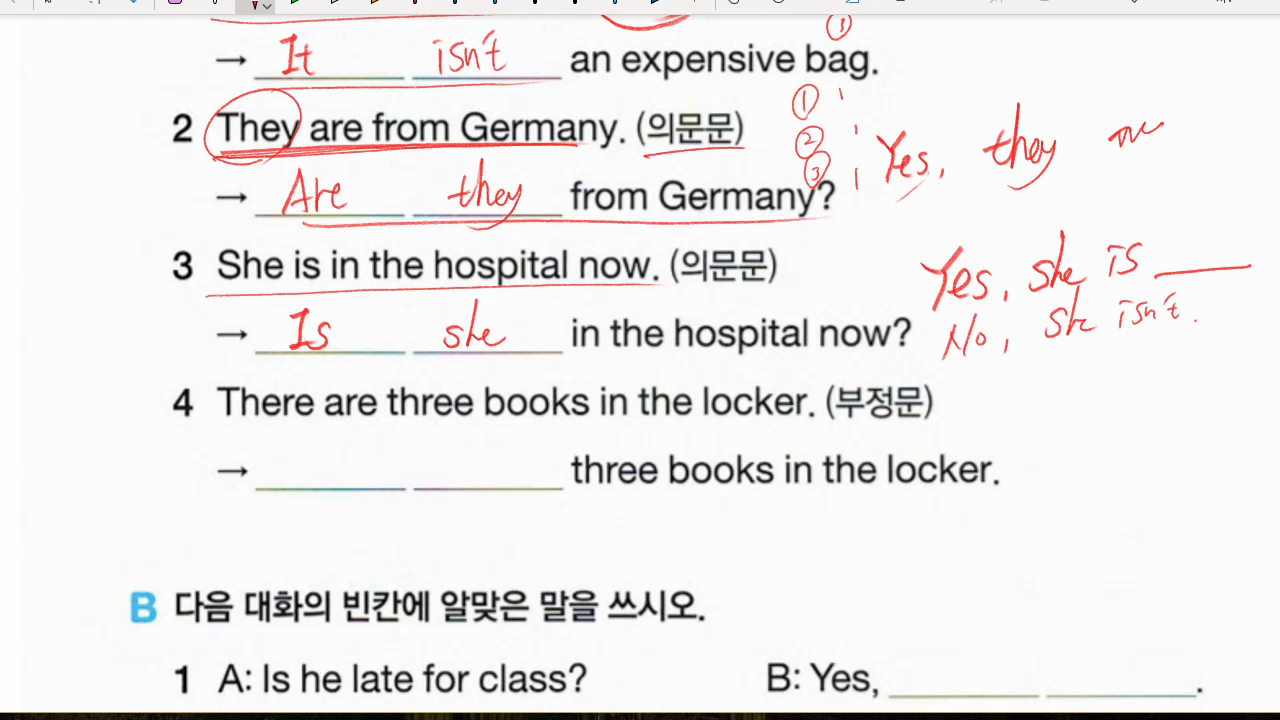 → It isn't an expensive bag. ③
2 They are from Germany. (의문문) ①
②
→ Are they from Germany? ③ Yes, they
3 She is in the hospital now. (의문문) Yes, she is
→ Is she in the hospital now? No, she isn't.
4 There are three books in the locker. (부정문)
→ three books in the locker.
B 다음 대화의 빈칸에 알맞은 말을 쓰시오.
1 A: Is he late for class? B: Yes, .